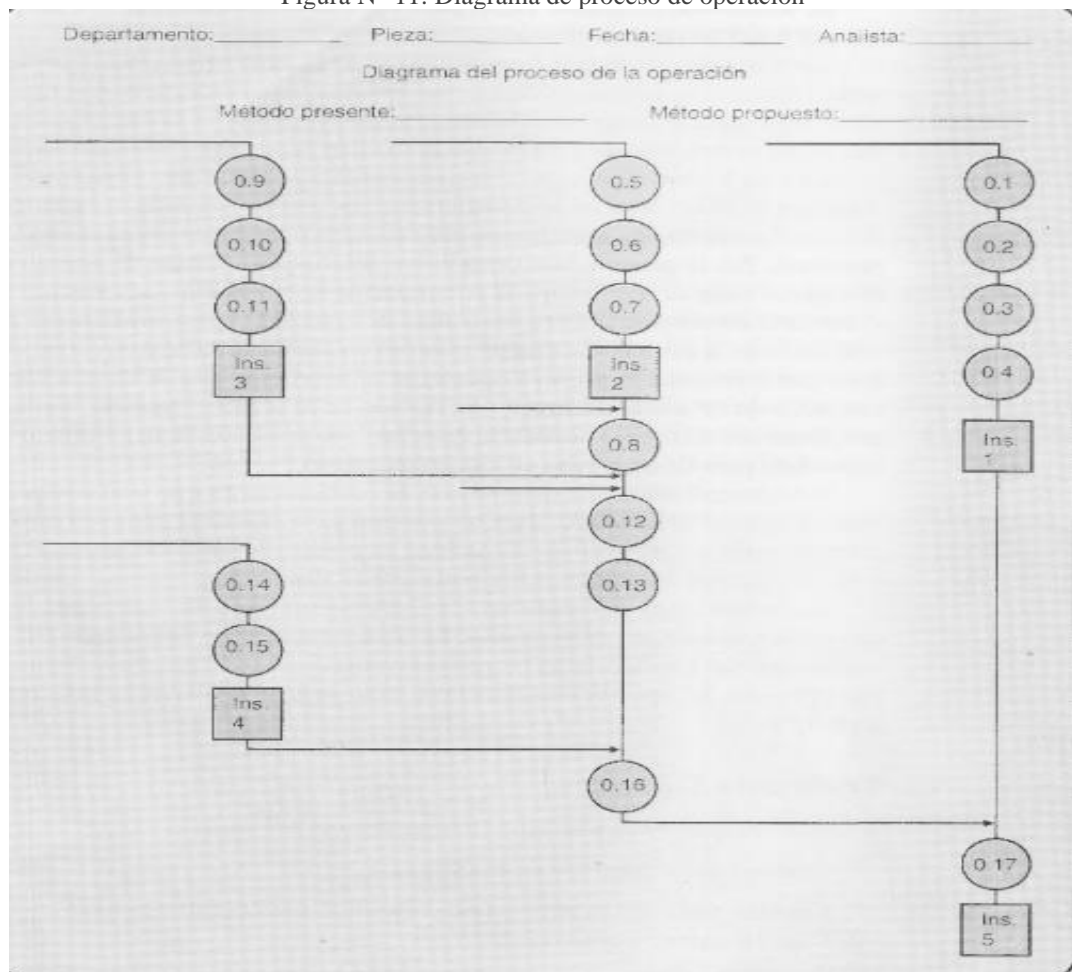 Figura N° 11: Diagrama de proceso de operación
Departamento: Pieza: Fecha: Analista:
Diagrama del proceso de la operación
Método presente: Método propuesto:
0.9 0.5 0.1
0.10 0.6 0.2
0.11 0.7 0.3
Ins. 3 Ins. 2 0.4
0.8 Ins. 1
0.12
0.14 0.13
0.15
Ins. 4
0.16
0.17
Ins. 5